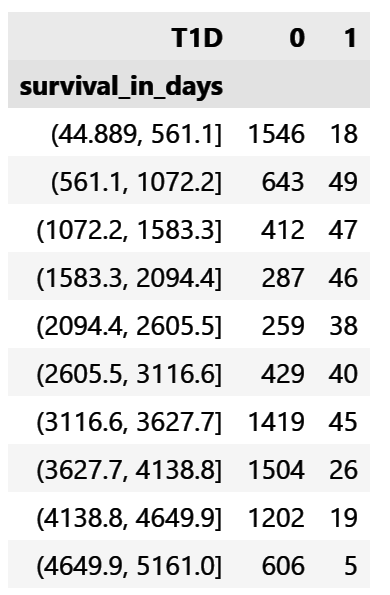 T1D 0 1
survival_in_days
(44.889, 561.1] 1546 18
(561.1, 1072.2] 643 49
(1072.2, 1583.3] 412 47
(1583.3, 2094.4] 287 46
(2094.4, 2605.5] 259 38
(2605.5, 3116.6] 429 40
(3116.6, 3627.7] 1419 45
(3627.7, 4138.8] 1504 26
(4138.8, 4649.9] 1202 19
(4649.9, 5161.0] 606 5